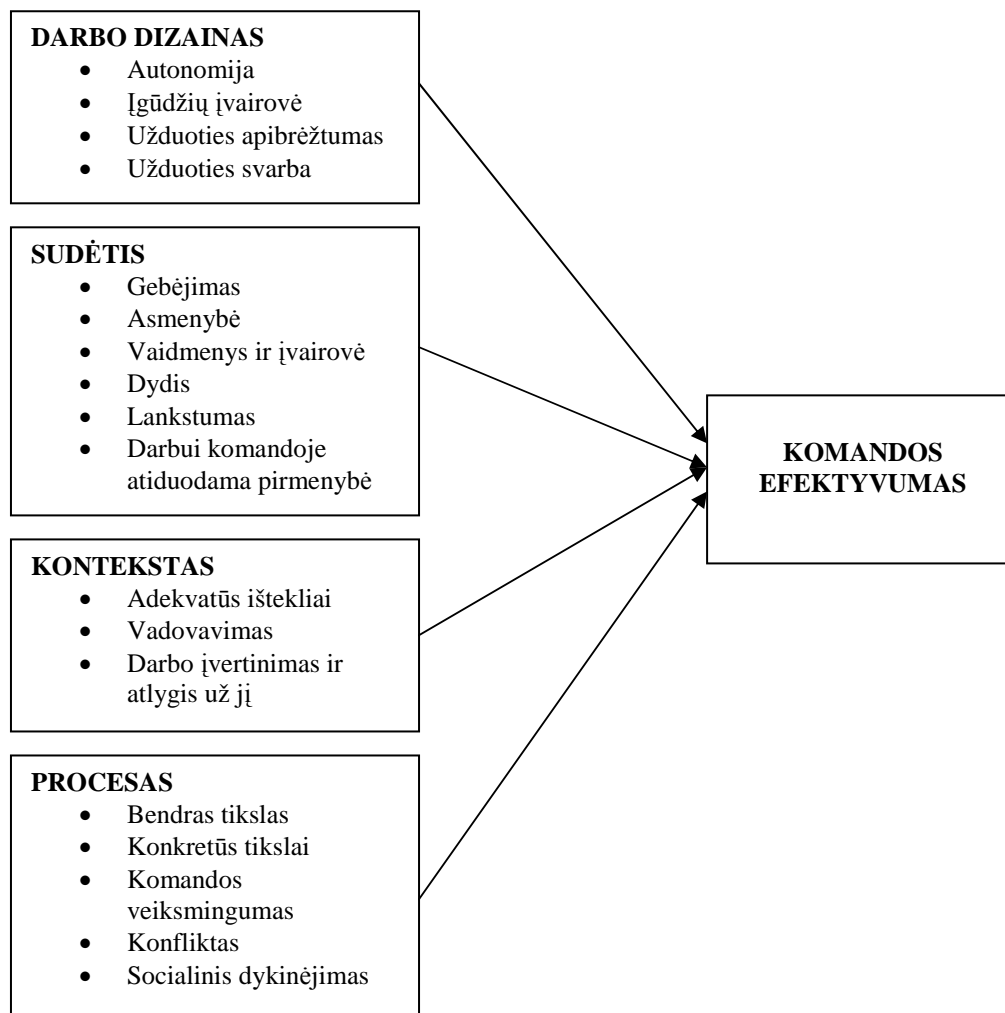 DARBO DIZAINAS
• Autonomija
• Įgūdžių įvairovė
• Užduoties apibrėžtumas
• Užduoties svarba
SUDĖTIS
• Gebėjimas
• Asmenybė
• Vaidmenys ir įvairovė
• Dydis
• Lankstumas
• Darbui komandoje
atiduodama pirmenybė
KONTEKSTAS
• Adekvatūs ištekliai
• Vadovavimas
• Darbo įvertinimas ir
atlygis už jį
PROCESAS
• Bendras tikslas
• Konkretūs tikslai
• Komandos
veiksmingumas
• Konfliktas
• Socialinis dykinėjimas
KOMANDOS
EFEKTYVUMAS